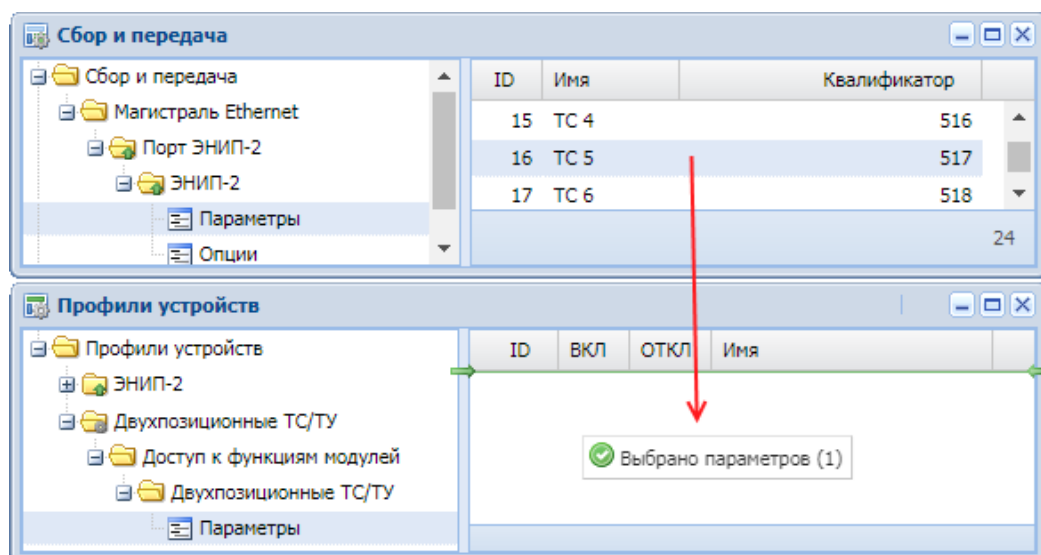 Сбор и передача
Сбор и передача
Магистраль Ethernet
Порт ЭНИП-2
ЭНИП-2
Параметры
Опции
ID Имя Квалификатор
15 ТС 4 516
16 ТС 5 517
17 ТС 6 518
24
Профили устройств
Профили устройств
ЭНИП-2
Двухпозиционные ТС/ТУ
Доступ к функциям модулей
Двухпозиционные ТС/ТУ
Параметры
ID ВКЛ ОТКЛ Имя
Выбрано параметров (1)